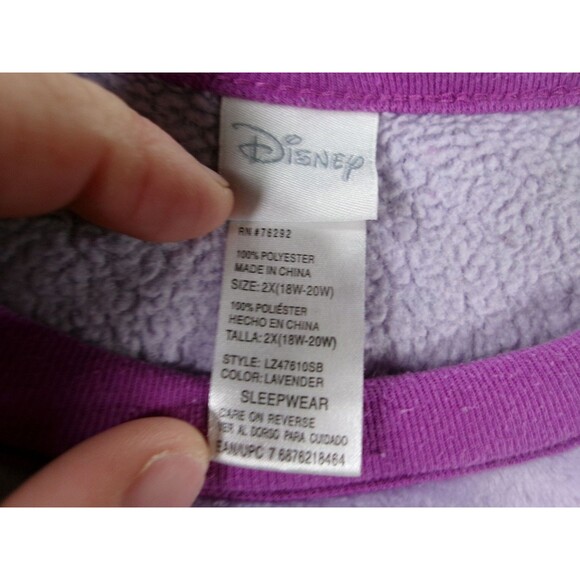 Disney
RN #76292
100% POLYESTER
MADE IN CHINA
SIZE: 2X(18W-20W)
100% POLIÉSTER
HECHO EN CHINA
TALLA: 2X(18W-20W)
STYLE: LZ47610SB
COLOR: LAVENDER
SLEEPWEAR
CARE ON REVERSE
VER AL DORSO PARA CUIDADO
EAN/UPC 7 6876218464